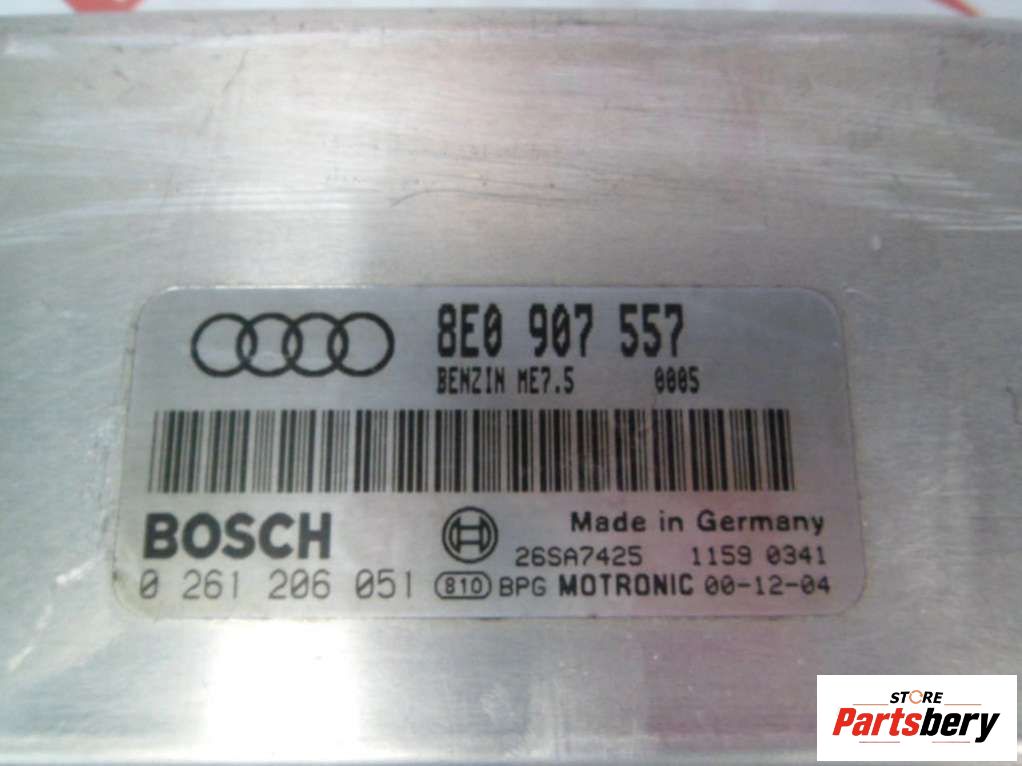 8E0 907 557
BENZIN ME7.5 0005
BOSCH
Made in Germany
26SA7425 1159 0341
0 261 206 051 810 BPG MOTRONIC 00-12-04
STORE
Partsbery